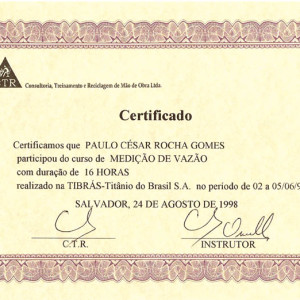 CTR
Consultoria, Treinamento e Reciclagem de Mão de Obra Ltda.
Certificado
Certificamos que PAULO CÉSAR ROCHA GOMES
participou do curso de MEDIÇÃO DE VAZÃO
com duração de 16 HORAS
realizado na TIBRÁS-Titânio do Brasil S.A. no período de 02 a 05/06/9
SALVADOR, 24 DE AGOSTO DE 1998
C.T.R.
INSTRUTOR